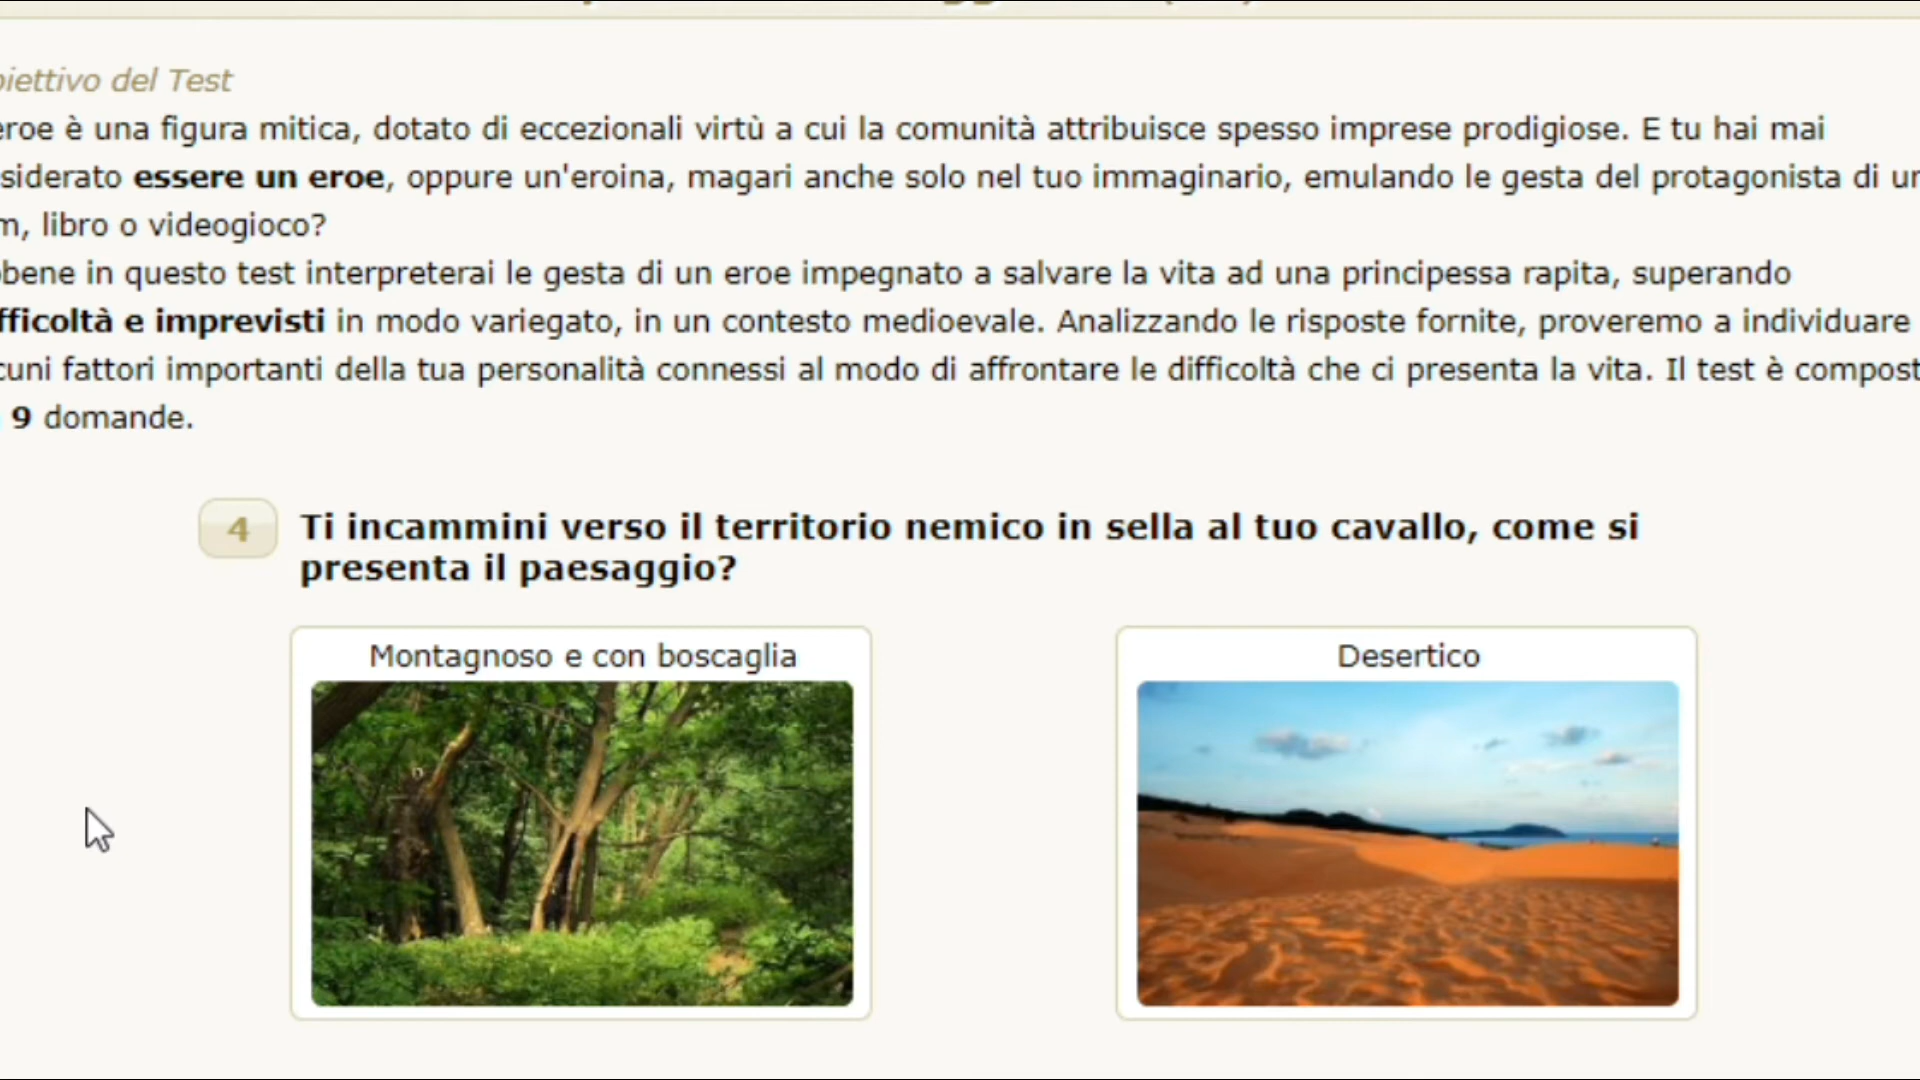 biettivo del Test
eroe è una figura mitica, dotato di eccezionali virtù a cui la comunità attribuisce spesso imprese prodigiose. E tu hai mai
siderato essere un eroe, oppure un'eroina, magari anche solo nel tuo immaginario, emulando le gesta del protagonista di un
m, libro o videogioco?
bene in questo test interpreterai le gesta di un eroe impegnato a salvare la vita ad una principessa rapita, superando
fficoltà e imprevisti in modo variegato, in un contesto medioevale. Analizzando le risposte fornite, proveremo a individuare
cuni fattori importanti della tua personalità connessi al modo di affrontare le difficoltà che ci presenta la vita. Il test è compost
9 domande.
4 Ti incammini verso il territorio nemico in sella al tuo cavallo, come si
presenta il paesaggio?
Montagnoso e con boscaglia
Desertico